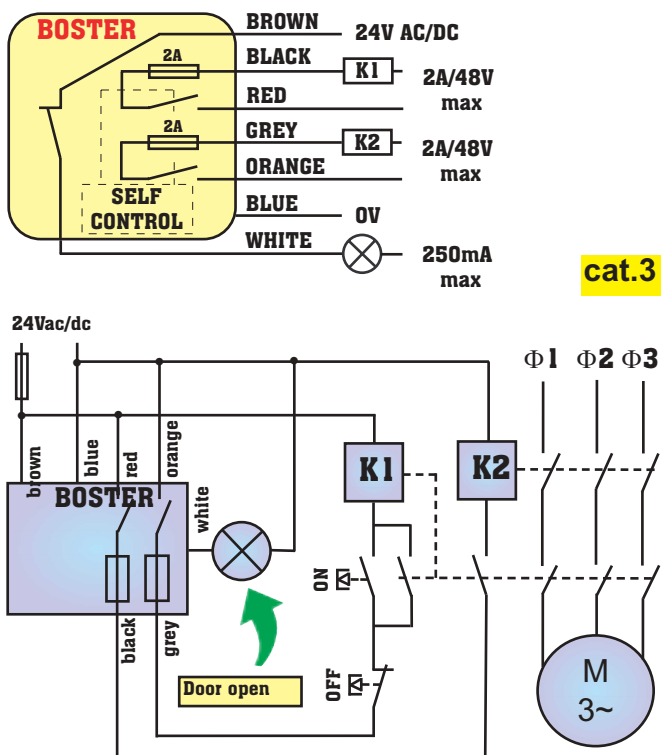 BOSTER
BROWN
24V AC/DC
2A
BLACK
K1
2A/48V
max
RED
2A
GREY
K2
2A/48V
max
ORANGE
SELF
CONTROL
BLUE
0V
WHITE
250mA
max
cat.3
24Vac/dc
Φ1 Φ2 Φ3
brown
blue
red
orange
BOSTER
white
K1
K2
ON
black
grey
Door open
OFF
M
3~